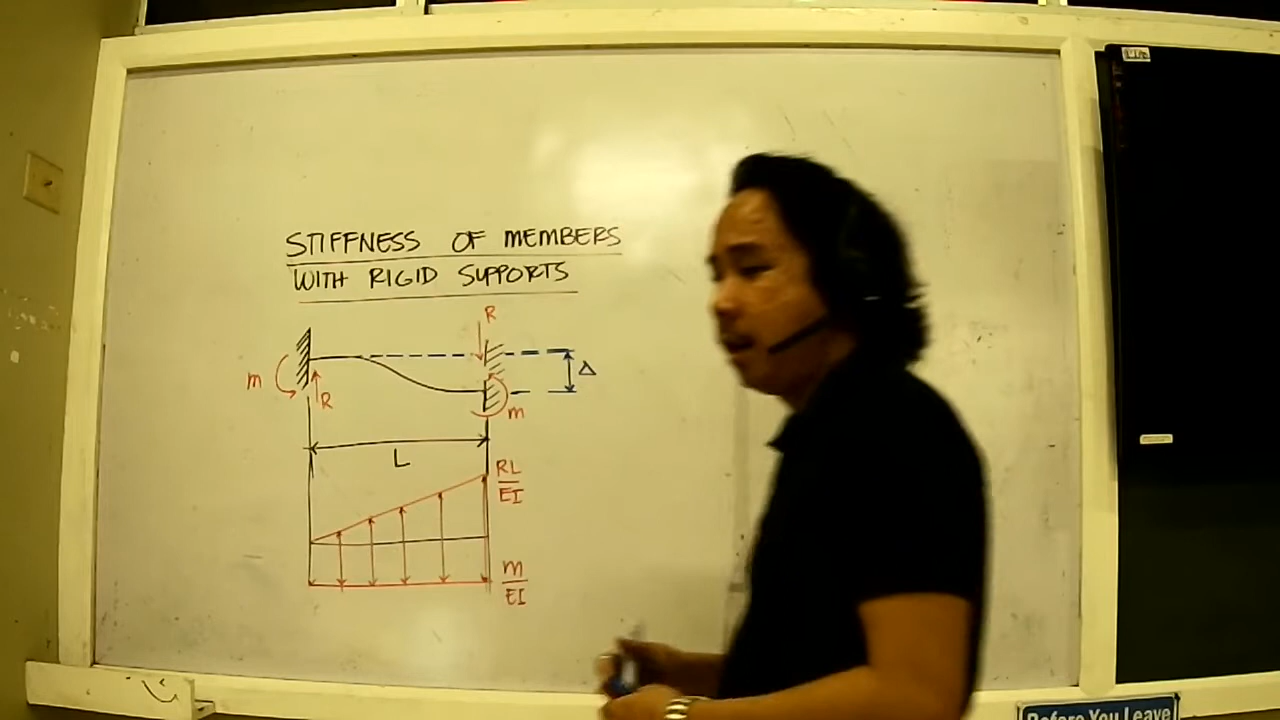 STIFFNESS OF MEMBERS
WITH RIGID SUPPORTS
R
Δ
m
R
m
L
RL
EI
m
EI
Before You Leave